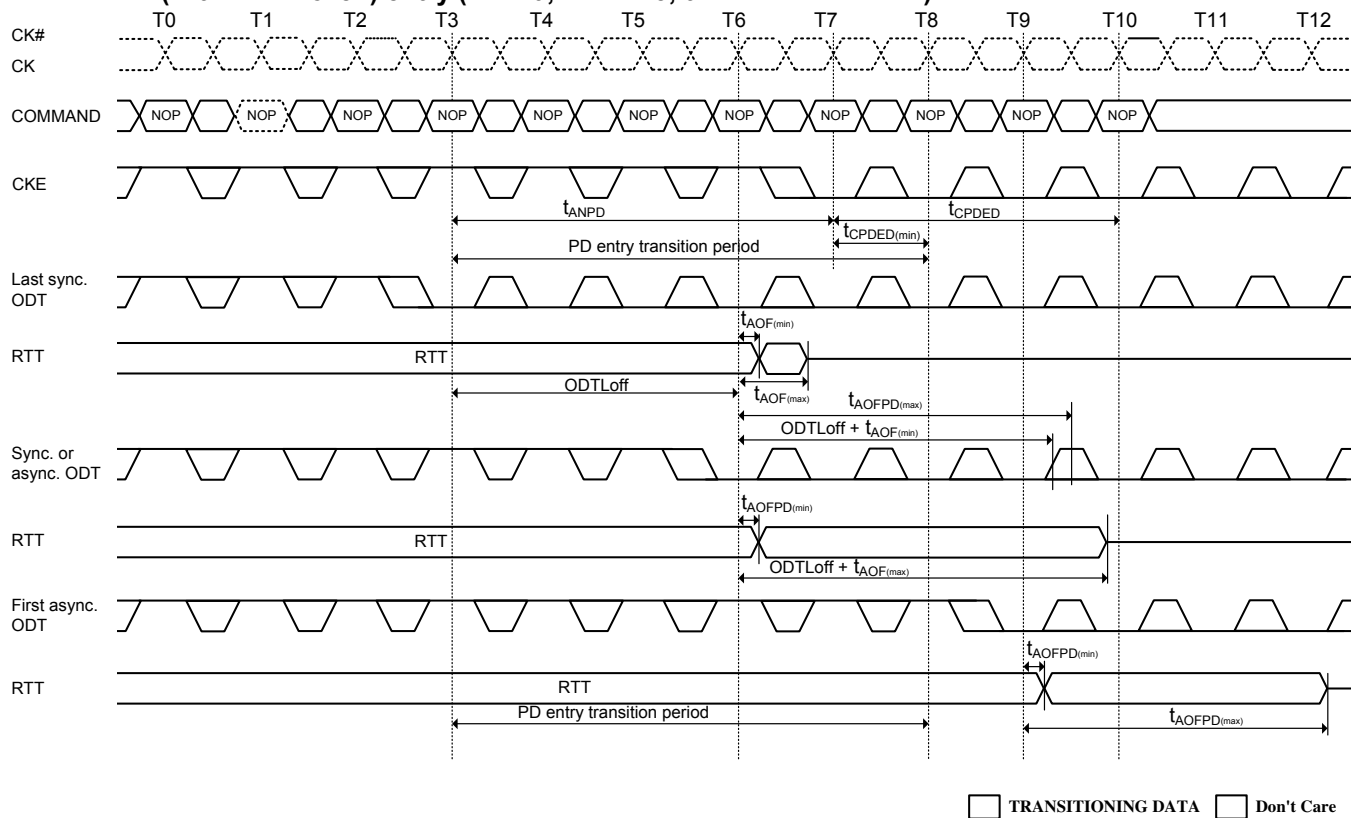 T0 T1 T2 T3 T4 T5 T6 T7 T8 T9 T10 T11 T12
CK#
CK
COMMAND NOP NOP NOP NOP NOP NOP NOP NOP NOP NOP NOP
CKE
tANPD tCPDED
tCPDED(min)
PD entry transition period
Last sync.
ODT
tAOF(min)
RTT RTT
ODTLoff tAOF(max)
tAOFPD(max)
ODTLoff + tAOF(min)
Sync. or
async. ODT
tAOFPD(min)
RTT RTT
ODTLoff + tAOF(max)
First async.
ODT
tAOFPD(min)
RTT RTT
PD entry transition period
tAOFPD(max)
TRANSITIONING DATA Don't Care